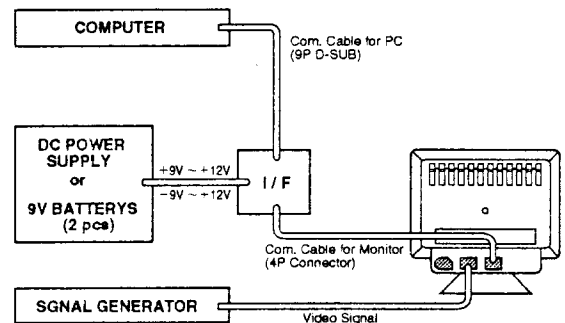 COMPUTER
Com. Cable for PC
(9P D-SUB)
DC POWER
SUPPLY
or
9V BATTERYS
(2 pcs)
+9V ~ +12V
-9V ~ +12V
I / F
Com. Cable for Monitor
(4P Connector)
SGNAL GENERATOR
Video Signal